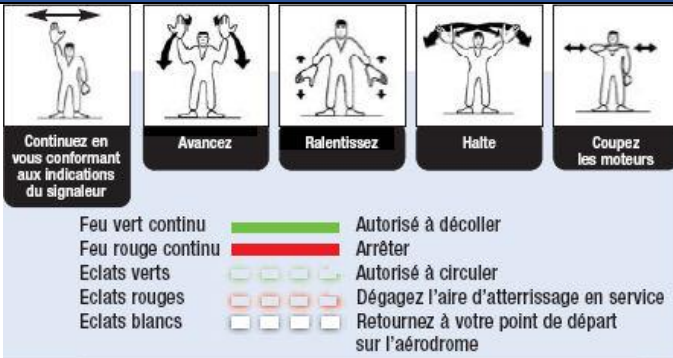 Continuez en
vous conformant
aux indications
du signaleur
Avancez
Ralentissez
Halte
Coupez
les moteurs
Feu vert continu Autorisé à décoller
Feu rouge continu Arrêter
Eclats verts Autorisé à circuler
Eclats rouges Dégagez l'aire d'atterrissage en service
Eclats blancs Retournez à votre point de départ
sur l'aérodrome